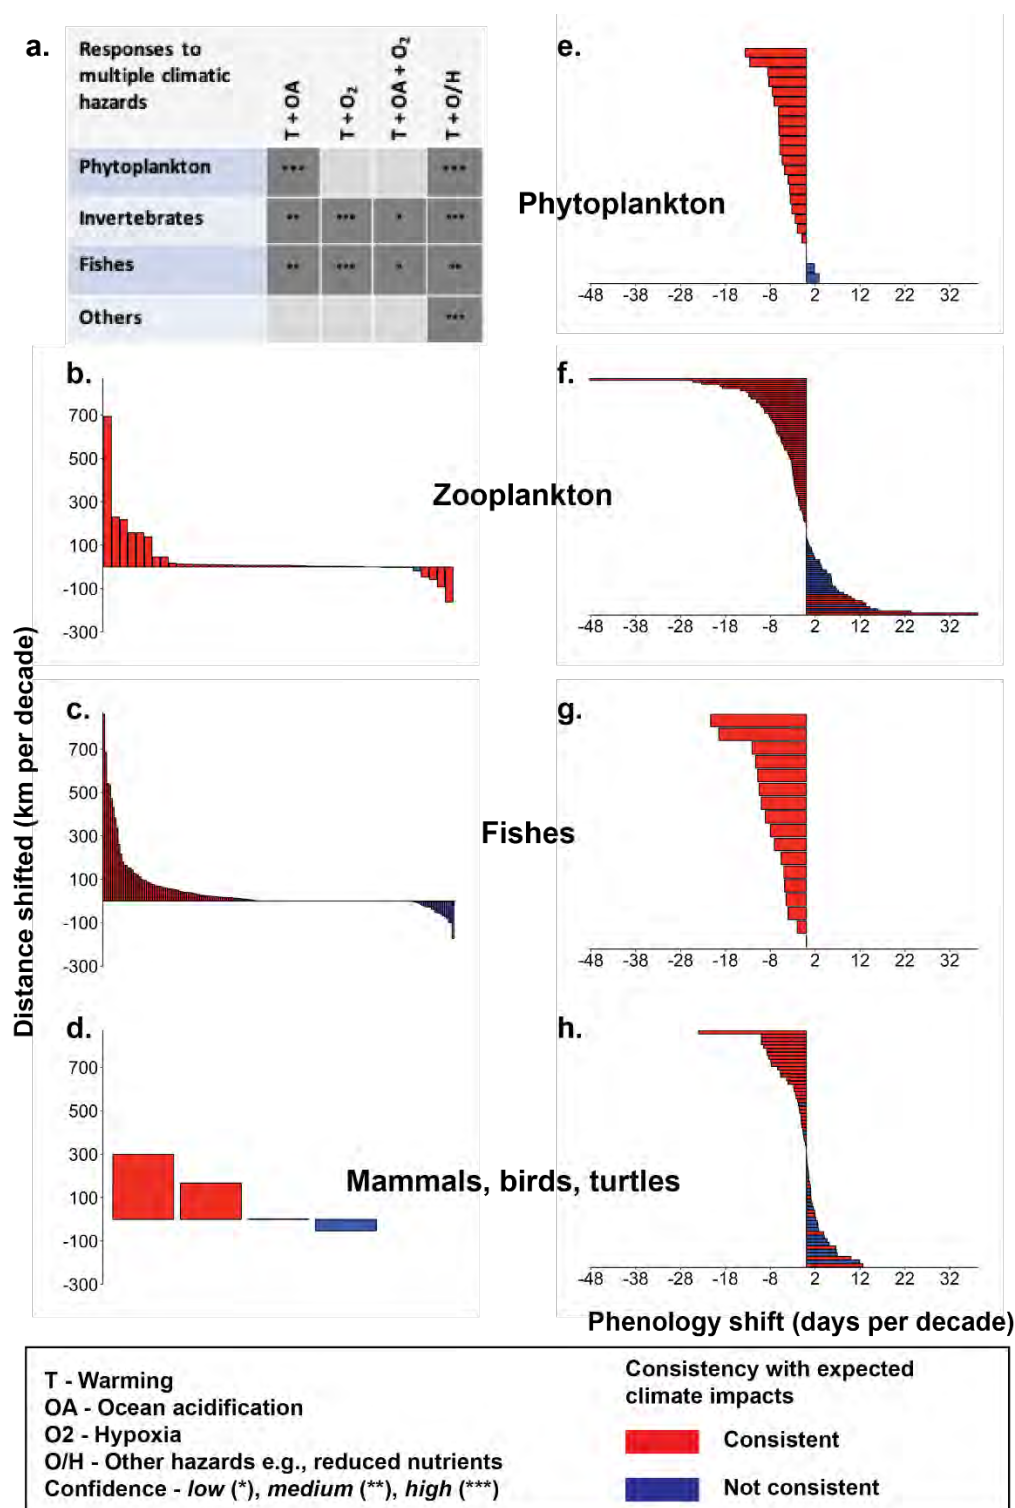 a.
Responses to
multiple climatic
hazards
T + OA
T + O₂
T + OA + O₂
T + O/H
Phytoplankton *** ***
Invertebrates ** *** * ***
Fishes ** *** * **
Others ***
e.
Phytoplankton
-48 -38 -28 -18 -8 2 12 22 32
b.
700
500
300
100
-100
-300
f.
Zooplankton
-48 -38 -28 -18 -8 2 12 22 32
Distance shifted (km per decade)
c.
700
500
300
100
-100
-300
g.
Fishes
-48 -38 -28 -18 -8 2 12 22 32
d.
700
500
300
100
-100
-300
h.
Mammals, birds, turtles
-48 -38 -28 -18 -8 2 12 22 32
Phenology shift (days per decade)
T - Warming
OA - Ocean acidification
O2 - Hypoxia
O/H - Other hazards e.g., reduced nutrients
Confidence - low (*), medium (**), high (***)
Consistency with expected
climate impacts
Consistent
Not consistent